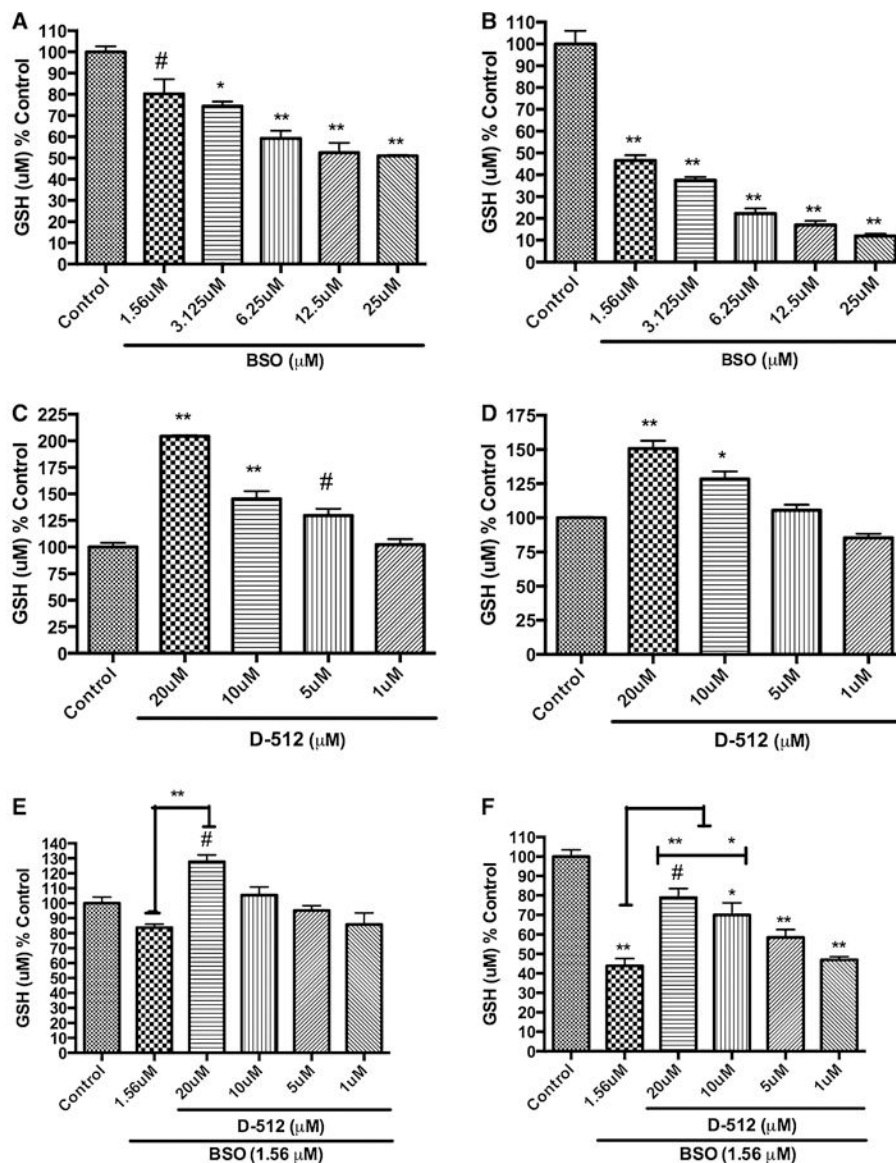 A
GSH (uM) % Control
110
100
90
80
70
60
50
40
30
20
10
0
#
*
**
**
**
Control
1.56uM
3.125uM
6.25uM
12.5uM
25uM
BSO (μM)
B
GSH (uM) % Control
110
100
90
80
70
60
50
40
30
20
10
0
**
**
**
**
**
Control
1.56uM
3.125uM
6.25uM
12.5uM
25uM
BSO (μM)
C
GSH (uM) % Control
225
200
175
150
125
100
75
50
25
0
**
**
#
Control
20uM
10uM
5uM
1uM
D-512 (μM)
D
GSH (uM) % Control
175
150
125
100
75
50
25
0
**
*
Control
20uM
10uM
5uM
1uM
D-512 (μM)
E
GSH (uM) % Control
140
130
120
110
100
90
80
70
60
50
40
30
20
10
0
**
#
Control
1.56uM
20uM
10uM
5uM
1uM
D-512 (μM)
BSO (1.56 μM)
F
GSH (uM) % Control
110
100
90
80
70
60
50
40
30
20
10
0
** *
#
*
**
**
**
Control
1.56uM
20uM
10uM
5uM
1uM
D-512 (μM)
BSO (1.56 μM)